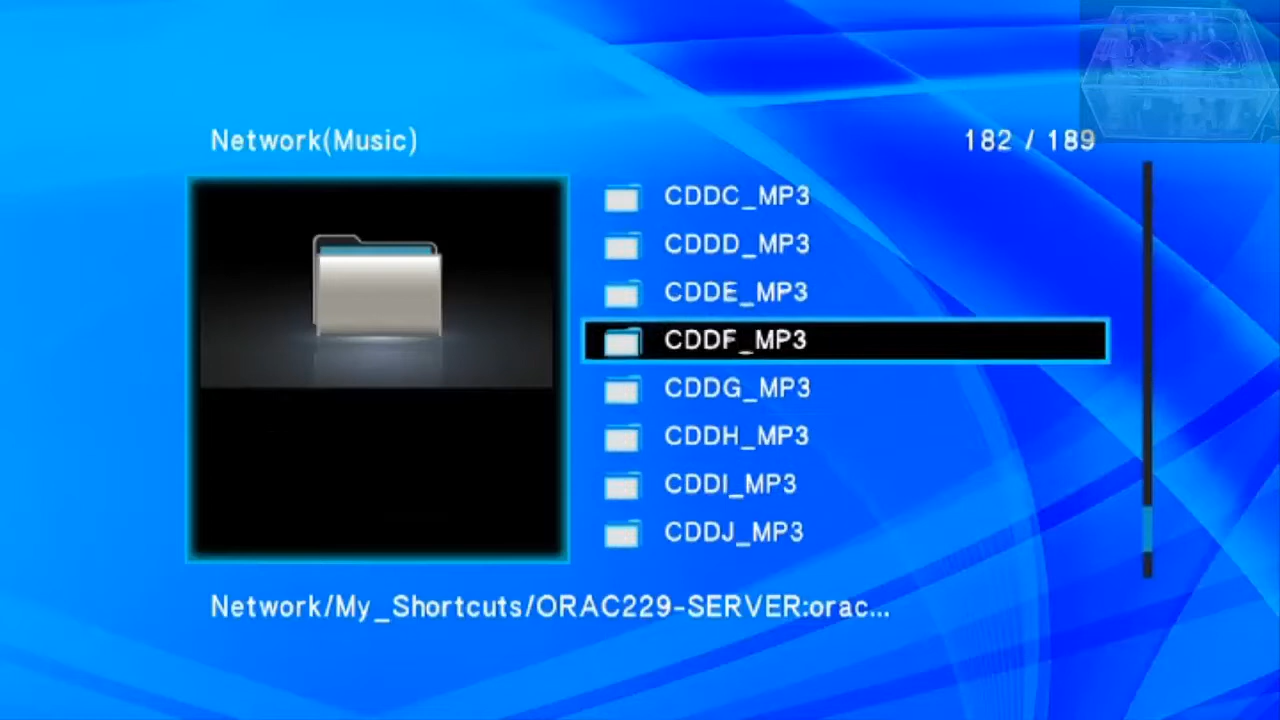 Network(Music)
182 / 189
CDDC_MP3
CDDD_MP3
CDDE_MP3
CDDF_MP3
CDDG_MP3
CDDH_MP3
CDDI_MP3
CDDJ_MP3
Network/My_Shortcuts/ORAC229-SERVER:orac...